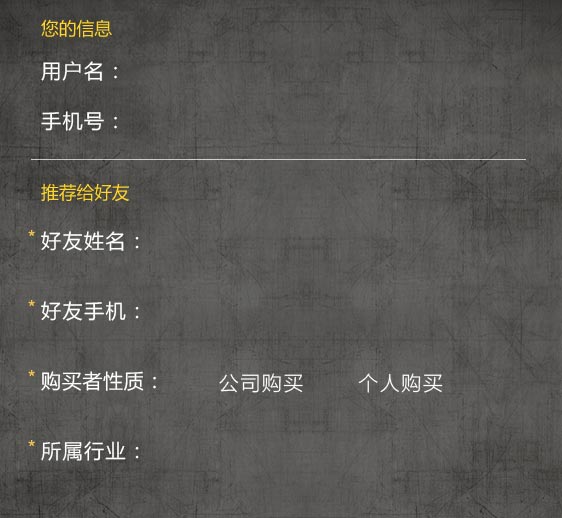 您的信息
用户名：
手机号：
推荐给好友
* 好友姓名：
* 好友手机：
* 购买者性质： 公司购买 个人购买
* 所属行业：